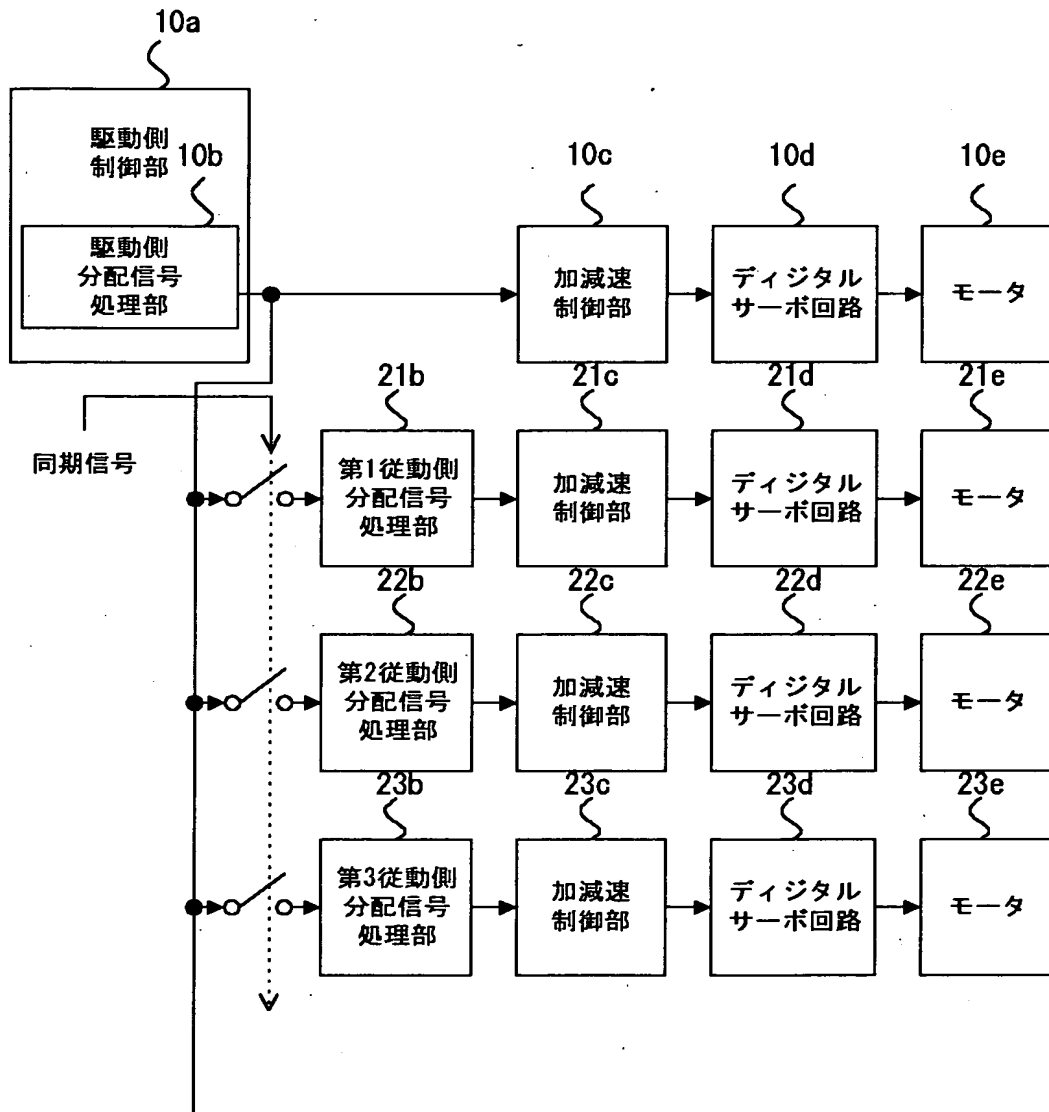 10a
駆動側
制御部
10b
10c
10d
10e
駆動側
分配信号
処理部
加減速
制御部
ディジタル
サーボ回路
モータ
同期信号
21b
21c
21d
21e
第1従動側
分配信号
処理部
加減速
制御部
ディジタル
サーボ回路
モータ
22b
22c
22d
22e
第2従動側
分配信号
処理部
加減速
制御部
ディジタル
サーボ回路
モータ
23b
23c
23d
23e
第3従動側
分配信号
処理部
加減速
制御部
ディジタル
サーボ回路
モータ